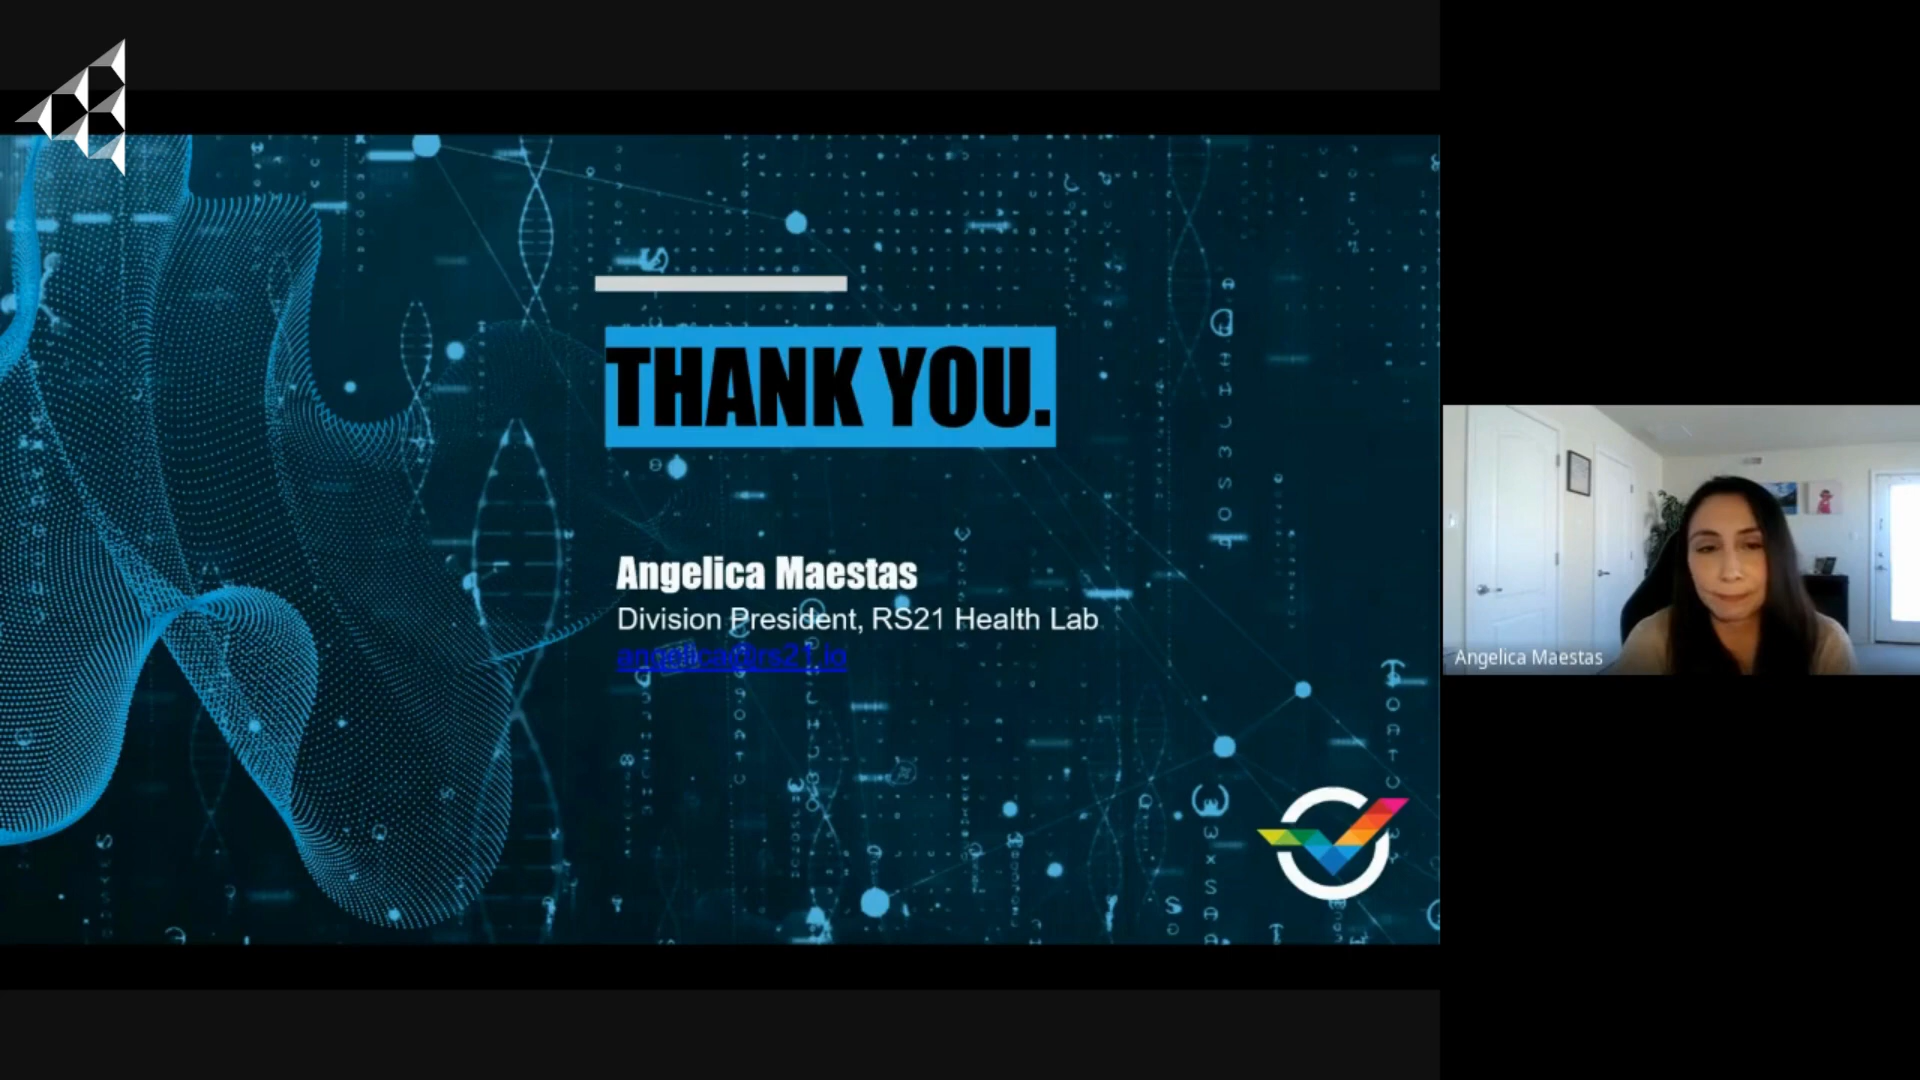 THANK YOU.
Angelica Maestas
Division President, RS21 Health Lab
angelica@rs21.io
Angelica Maestas